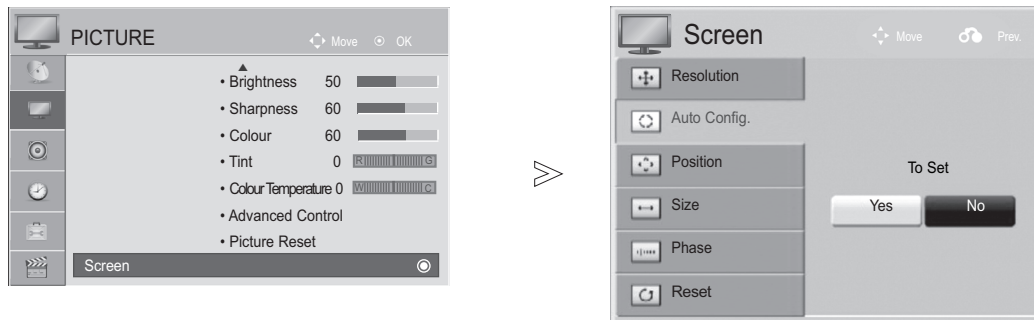 PICTURE
Move OK
• Brightness 50
• Sharpness 60
• Colour 60
• Tint 0 R G
• Colour Temperature 0 W C
• Advanced Control
• Picture Reset
Screen
Screen
Move Prev.
Resolution
Auto Config.
Position
Size
Phase
Reset
To Set
Yes No